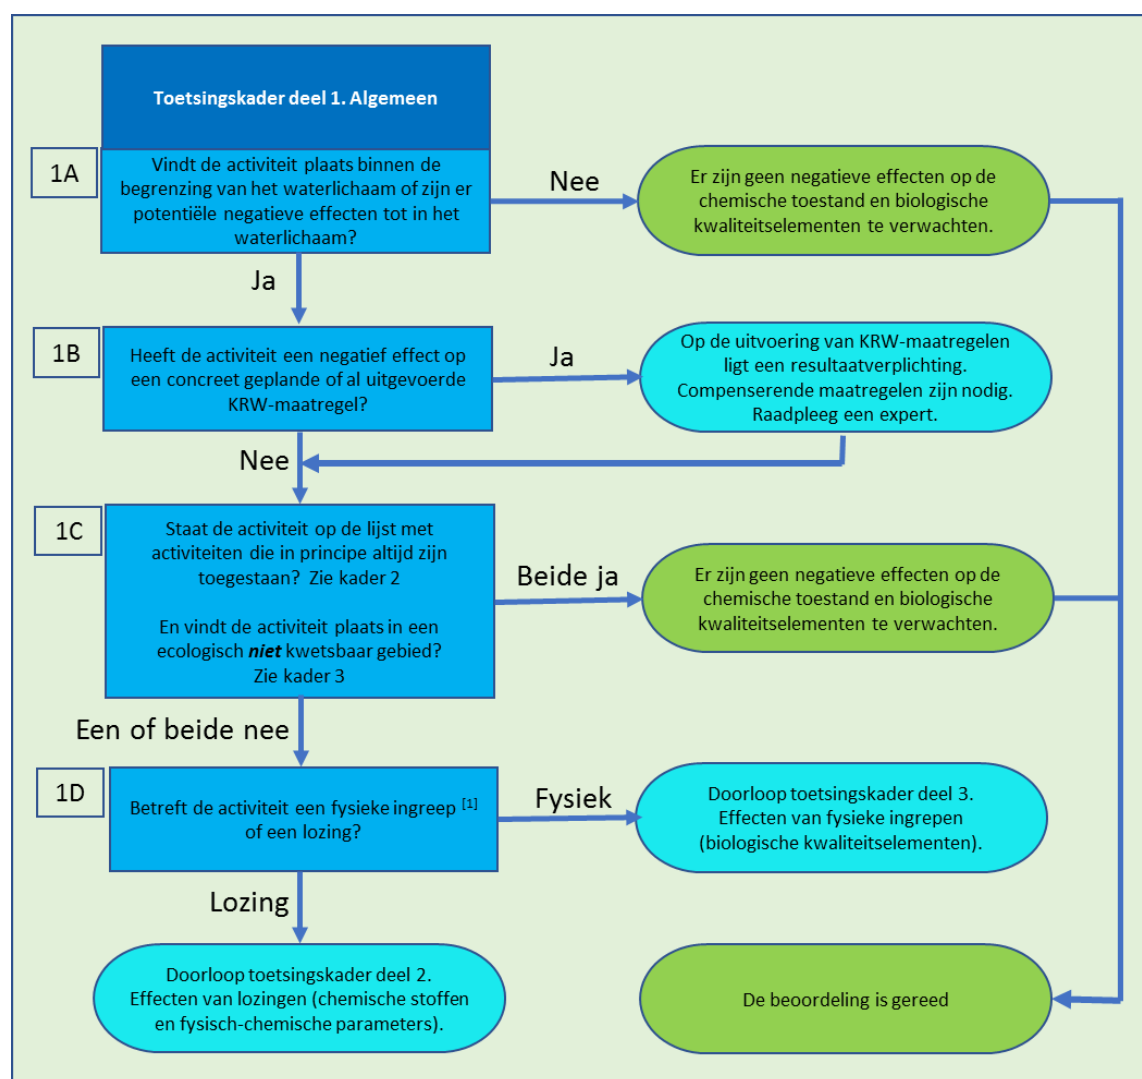 Toetsingskader deel 1. Algemeen
1A
Vindt de activiteit plaats binnen de
begrenzing van het waterlichaam of zijn er
potentiële negatieve effecten tot in het
waterlichaam?
Nee
Er zijn geen negatieve effecten op de
chemische toestand en biologische
kwaliteitselementen te verwachten.
Ja
1B
Heeft de activiteit een negatief effect op
een concreet geplande of al uitgevoerde
KRW-maatregel?
Ja
Op de uitvoering van KRW-maatregelen
ligt een resultaatverplichting.
Compenserende maatregelen zijn nodig.
Raadpleeg een expert.
Nee
1C
Staat de activiteit op de lijst met
activiteiten die in principe altijd zijn
toegestaan? Zie kader 2
En vindt de activiteit plaats in een
ecologisch niet kwetsbaar gebied?
Zie kader 3
Beide ja
Er zijn geen negatieve effecten op de
chemische toestand en biologische
kwaliteitselementen te verwachten.
Een of beide nee
1D
Betreft de activiteit een fysieke ingreep [1]
of een lozing?
Fysiek
Doorloop toetsingskader deel 3.
Effecten van fysieke ingrepen
(biologische kwaliteitselementen).
Lozing
Doorloop toetsingskader deel 2.
Effecten van lozingen (chemische stoffen
en fysisch-chemische parameters).
De beoordeling is gereed